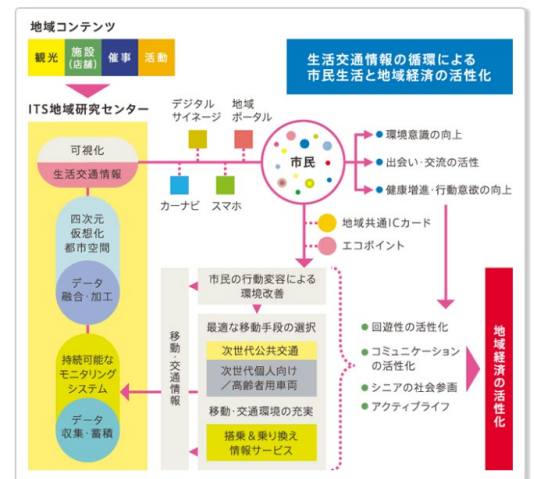 地域コンテンツ
観光
施設
(店舗)
催事
活動
生活交通情報の循環による
市民生活と地域経済の活性化
ITS地域研究センター
可視化
生活交通情報
四次元
仮想化
都市空間
データ
融合・加工
持続可能な
モニタリング
システム
データ
収集・蓄積
デジタル
サイネージ
地域
ポータル
カーナビ
スマホ
市民
環境意識の向上
出会い・交流の活性
健康増進・行動意欲の向上
地域共通ICカード
エコポイント
市民の行動変容による
環境改善
移動・交通情報
最適な移動手段の選択
次世代公共交通
次世代個人向け
／高齢者用車両
移動・交通環境の充実
搭乗&乗り換え
情報サービス
回遊性の活性化
コミュニケーション
の活性化
シニアの社会参画
アクティブライフ
地域経済の活性化